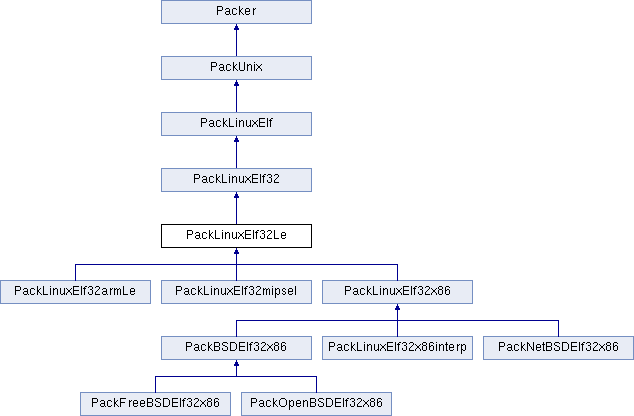 Packer
PackUnix
PackLinuxElf
PackLinuxElf32
PackLinuxElf32Le
PackLinuxElf32armLe
PackLinuxElf32mipsel
PackLinuxElf32x86
PackBSDElf32x86
PackLinuxElf32x86interp
PackNetBSDElf32x86
PackFreeBSDElf32x86
PackOpenBSDElf32x86